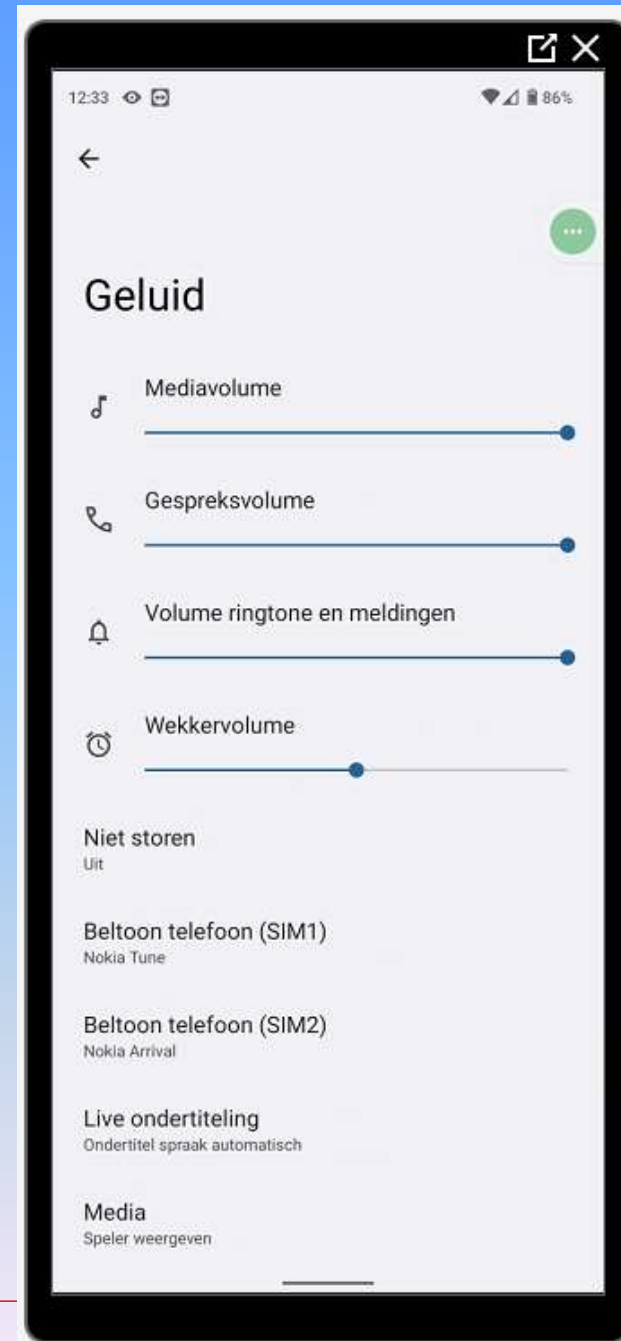 12:33 86%
Geluid
Mediavolume
Gespreksvolume
Volume ringtone en meldingen
Wekkervolume
Niet storen
Uit
Beltoon telefoon (SIM1)
Nokia Tune
Beltoon telefoon (SIM2)
Nokia Arrival
Live ondertiteling
Ondertitel spraak automatisch
Media
Speler weergeven